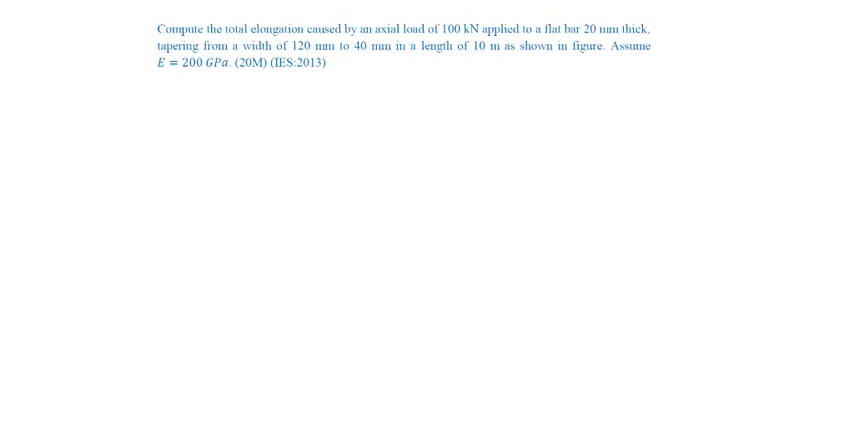 Compute the total elongation caused by an axial load of 100 kN applied to a flat bar 20 mm thick,
tapering from a width of 120 mm to 40 mm in a length of 10 m as shown in figure. Assume
E = 200 GPa. (20M) (IES:2013)